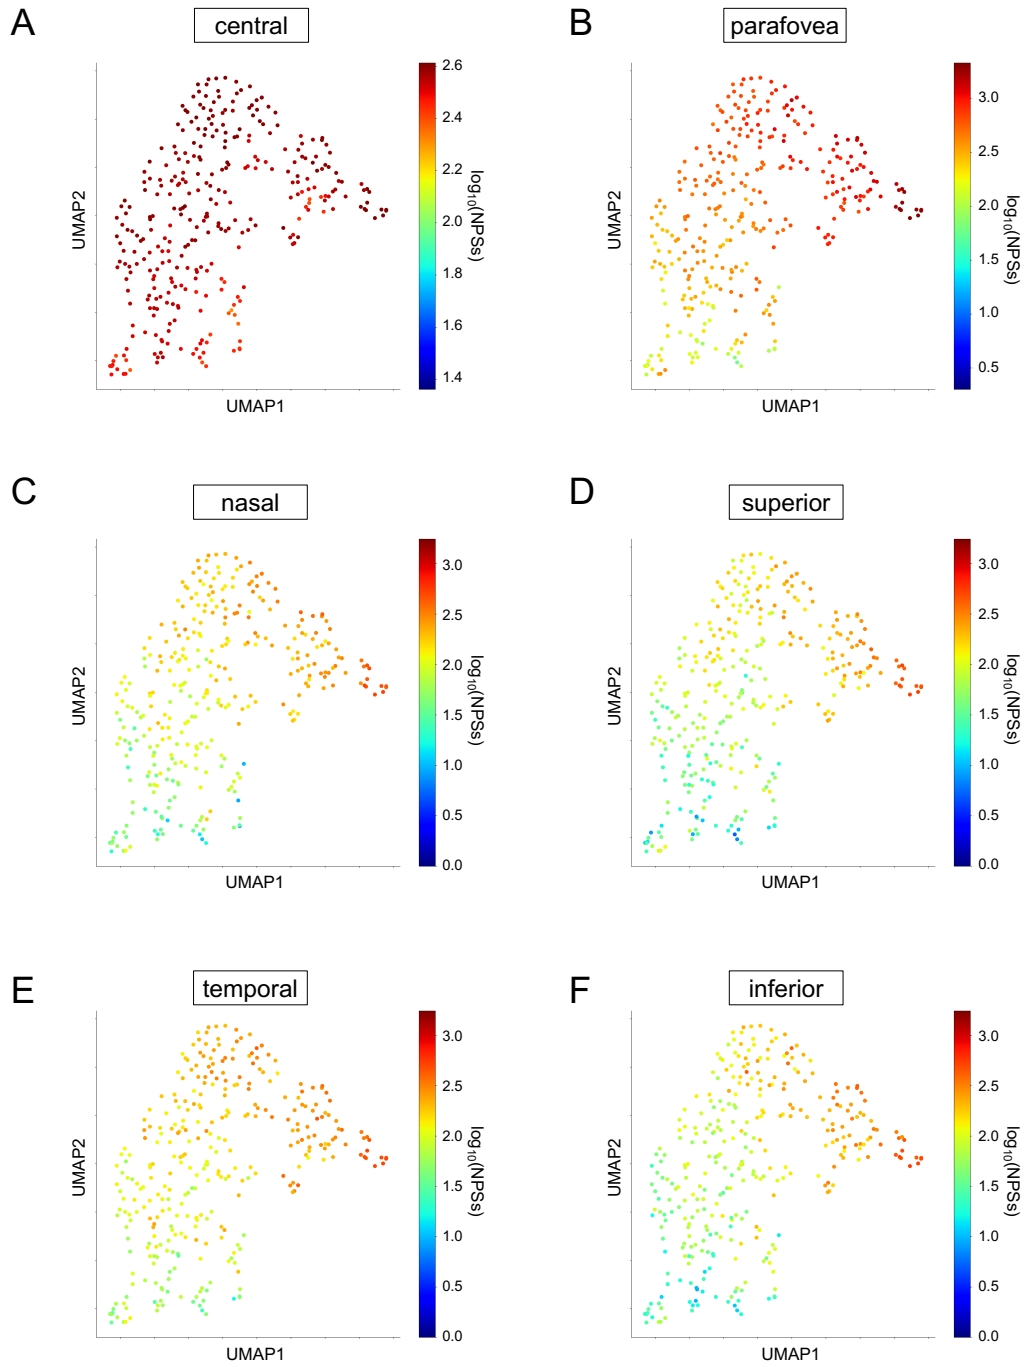 A
central
2.6
2.4
2.2
2.0
1.8
1.6
1.4
log10(NPSs)
UMAP2
UMAP1
B
parafovea
3.0
2.5
2.0
1.5
1.0
0.5
log10(NPSs)
UMAP2
UMAP1
C
nasal
3.0
2.5
2.0
1.5
1.0
0.5
0.0
log10(NPSs)
UMAP2
UMAP1
D
superior
3.0
2.5
2.0
1.5
1.0
0.5
0.0
log10(NPSs)
UMAP2
UMAP1
E
temporal
3.0
2.5
2.0
1.5
1.0
0.5
0.0
log10(NPSs)
UMAP2
UMAP1
F
inferior
3.0
2.5
2.0
1.5
1.0
0.5
0.0
log10(NPSs)
UMAP2
UMAP1